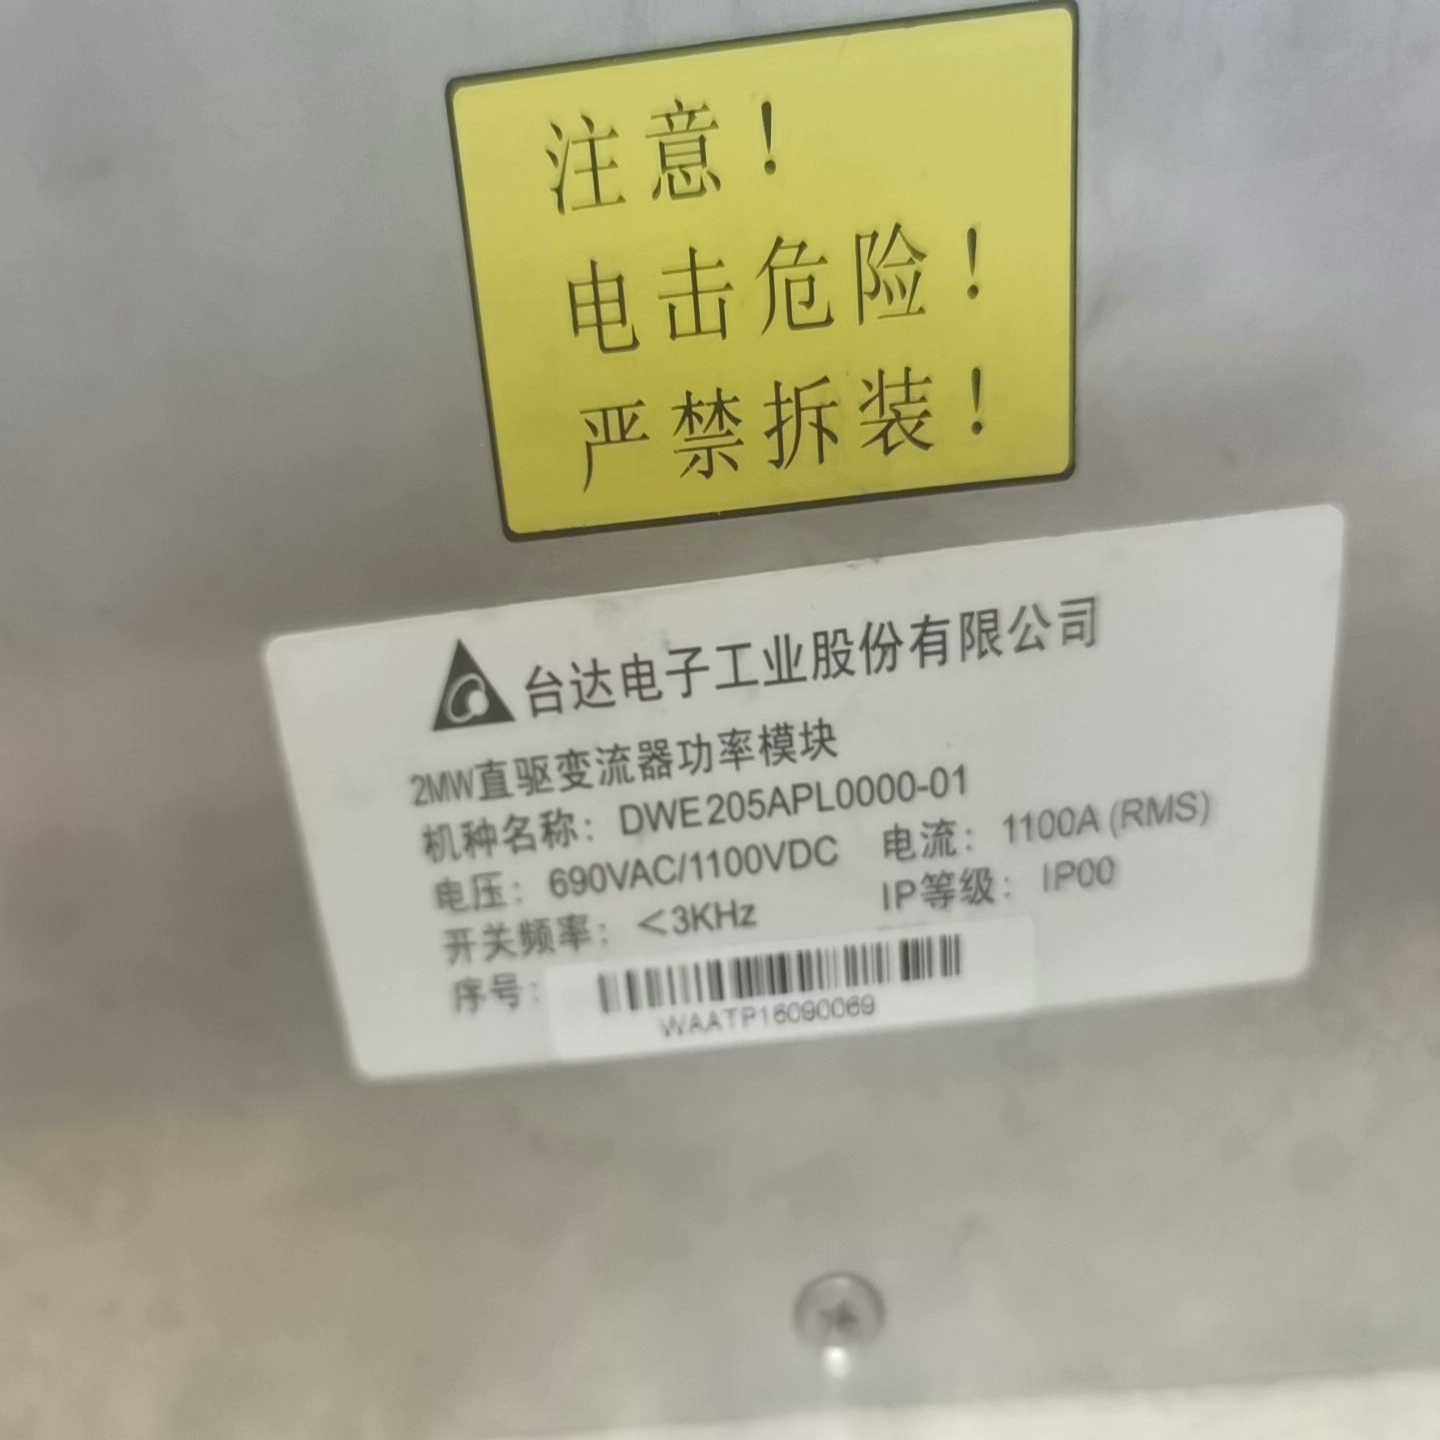 注意！
电击危险！
严禁拆装！
台达电子工业股份有限公司
2MW直驱变流器功率模块
机种名称：DWE205APL0000-01
电压：690VAC/1100VDC 电流：1100A(RMS)
开关频率：＜3KHz IP等级：IP00
序号：
WAATP16090069